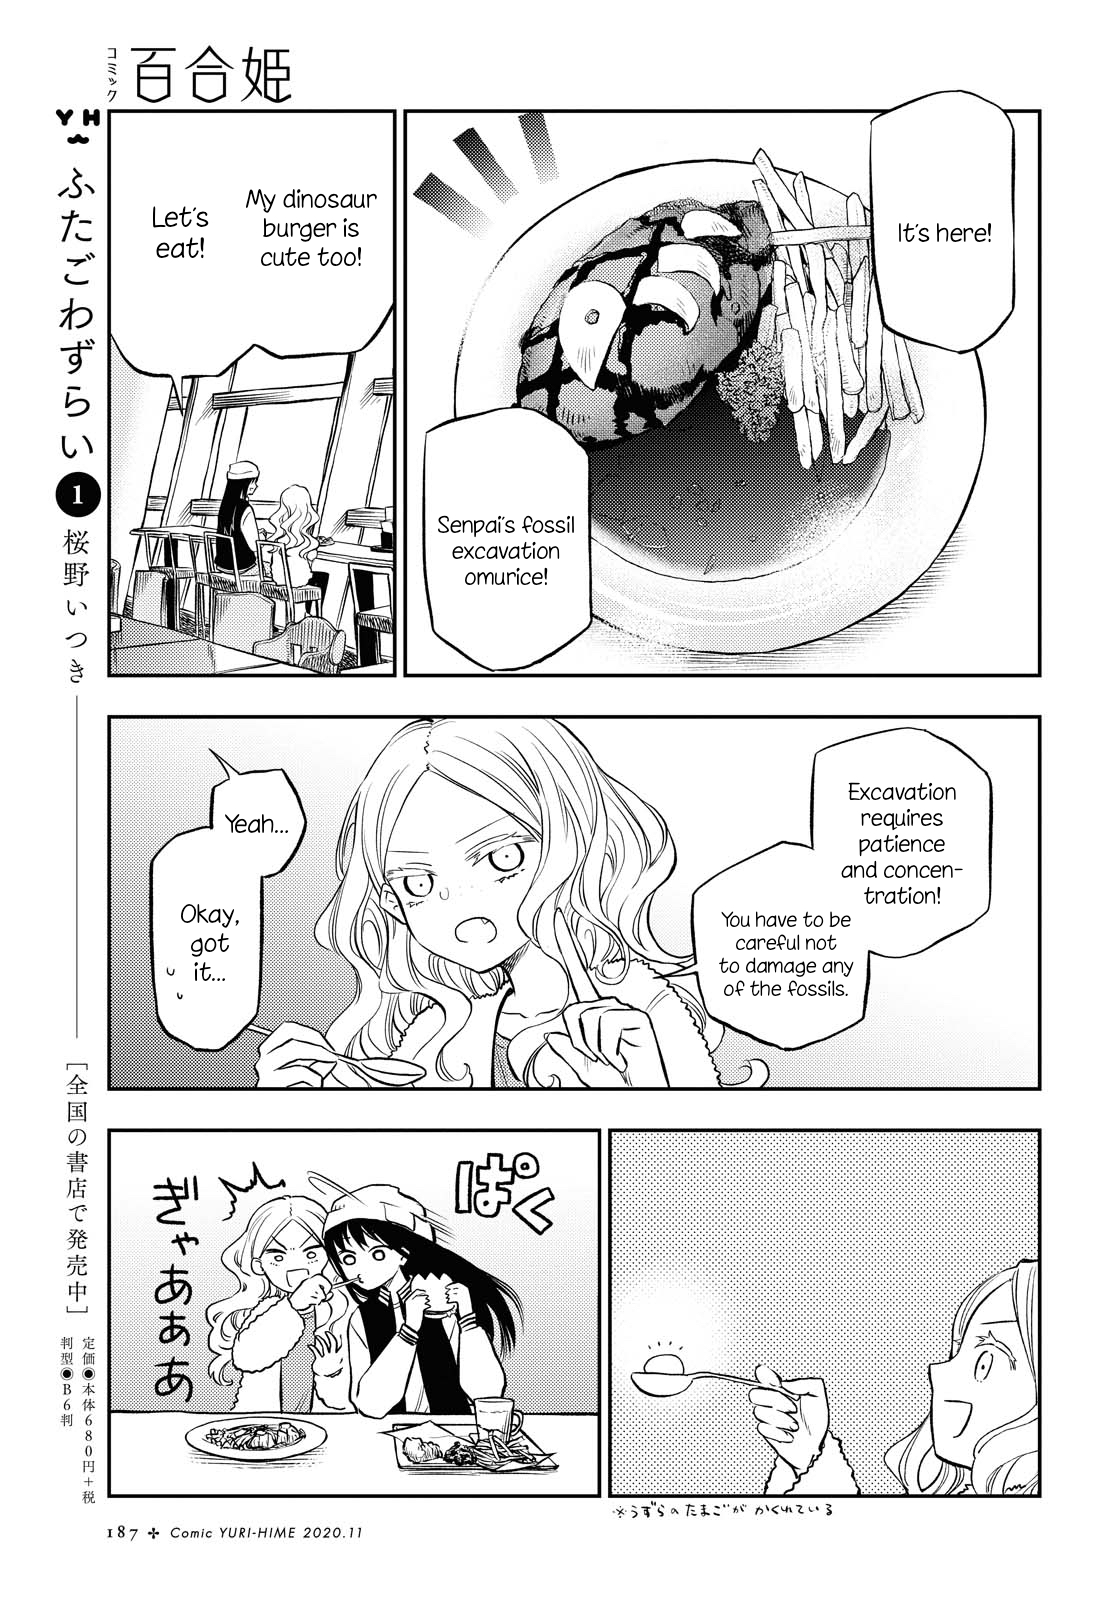 コミック
百合姫
YH
ふたごわずらい
1
桜野いつき
[全国の書店で発売中]
定価◉本体680円+税
判型◉B6判
It's here!
Senpai's fossil
excavation
omurice!
My dinosaur
burger is
cute too!
Let's
eat!
Excavation
requires
patience
and concen-
tration!
You have to be
careful not
to damage any
of the fossils.
Yeah...
Okay,
got
it...
※うずらのたまごがかくれている
ぱく
ぎゃあああ
187 ✢ Comic YURI-HIME 2020.11